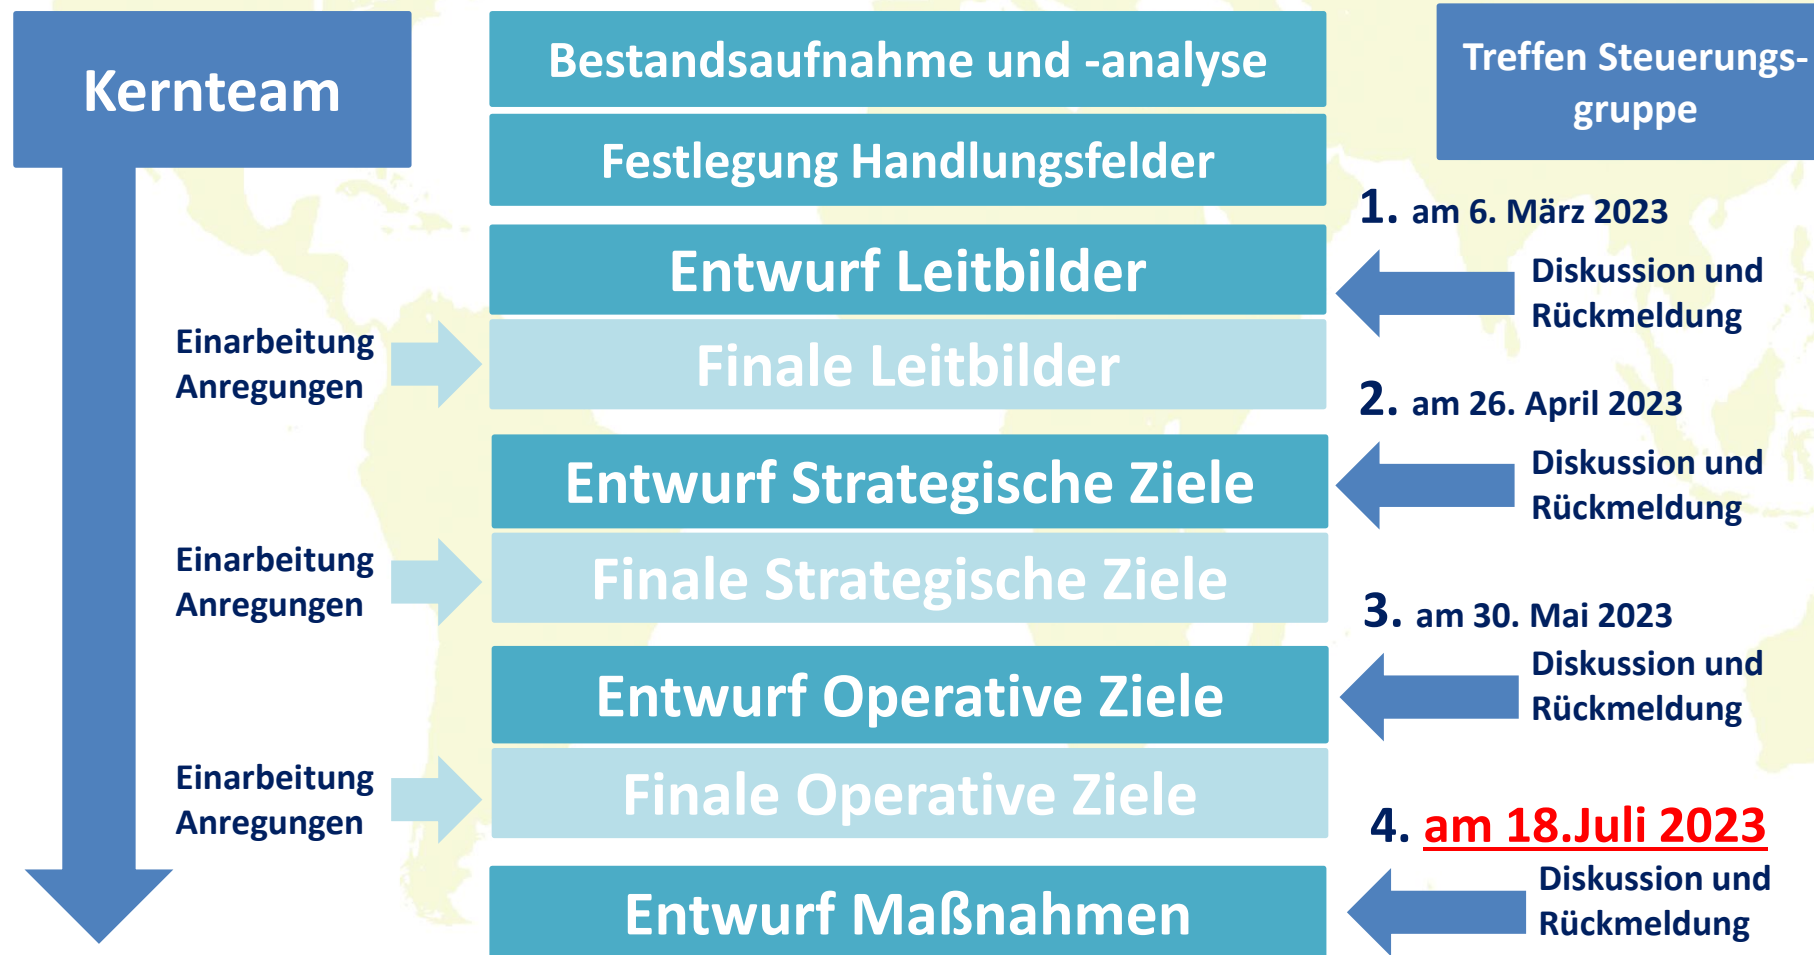 Kernteam
Bestandsaufnahme und -analyse
Festlegung Handlungsfelder
Treffen Steuerungs-
gruppe
1. am 6. März 2023
Entwurf Leitbilder
Diskussion und
Rückmeldung
Einarbeitung
Anregungen
Finale Leitbilder
2. am 26. April 2023
Entwurf Strategische Ziele
Diskussion und
Rückmeldung
Einarbeitung
Anregungen
Finale Strategische Ziele
3. am 30. Mai 2023
Entwurf Operative Ziele
Diskussion und
Rückmeldung
Einarbeitung
Anregungen
Finale Operative Ziele
4. am 18.Juli 2023
Entwurf Maßnahmen
Diskussion und
Rückmeldung